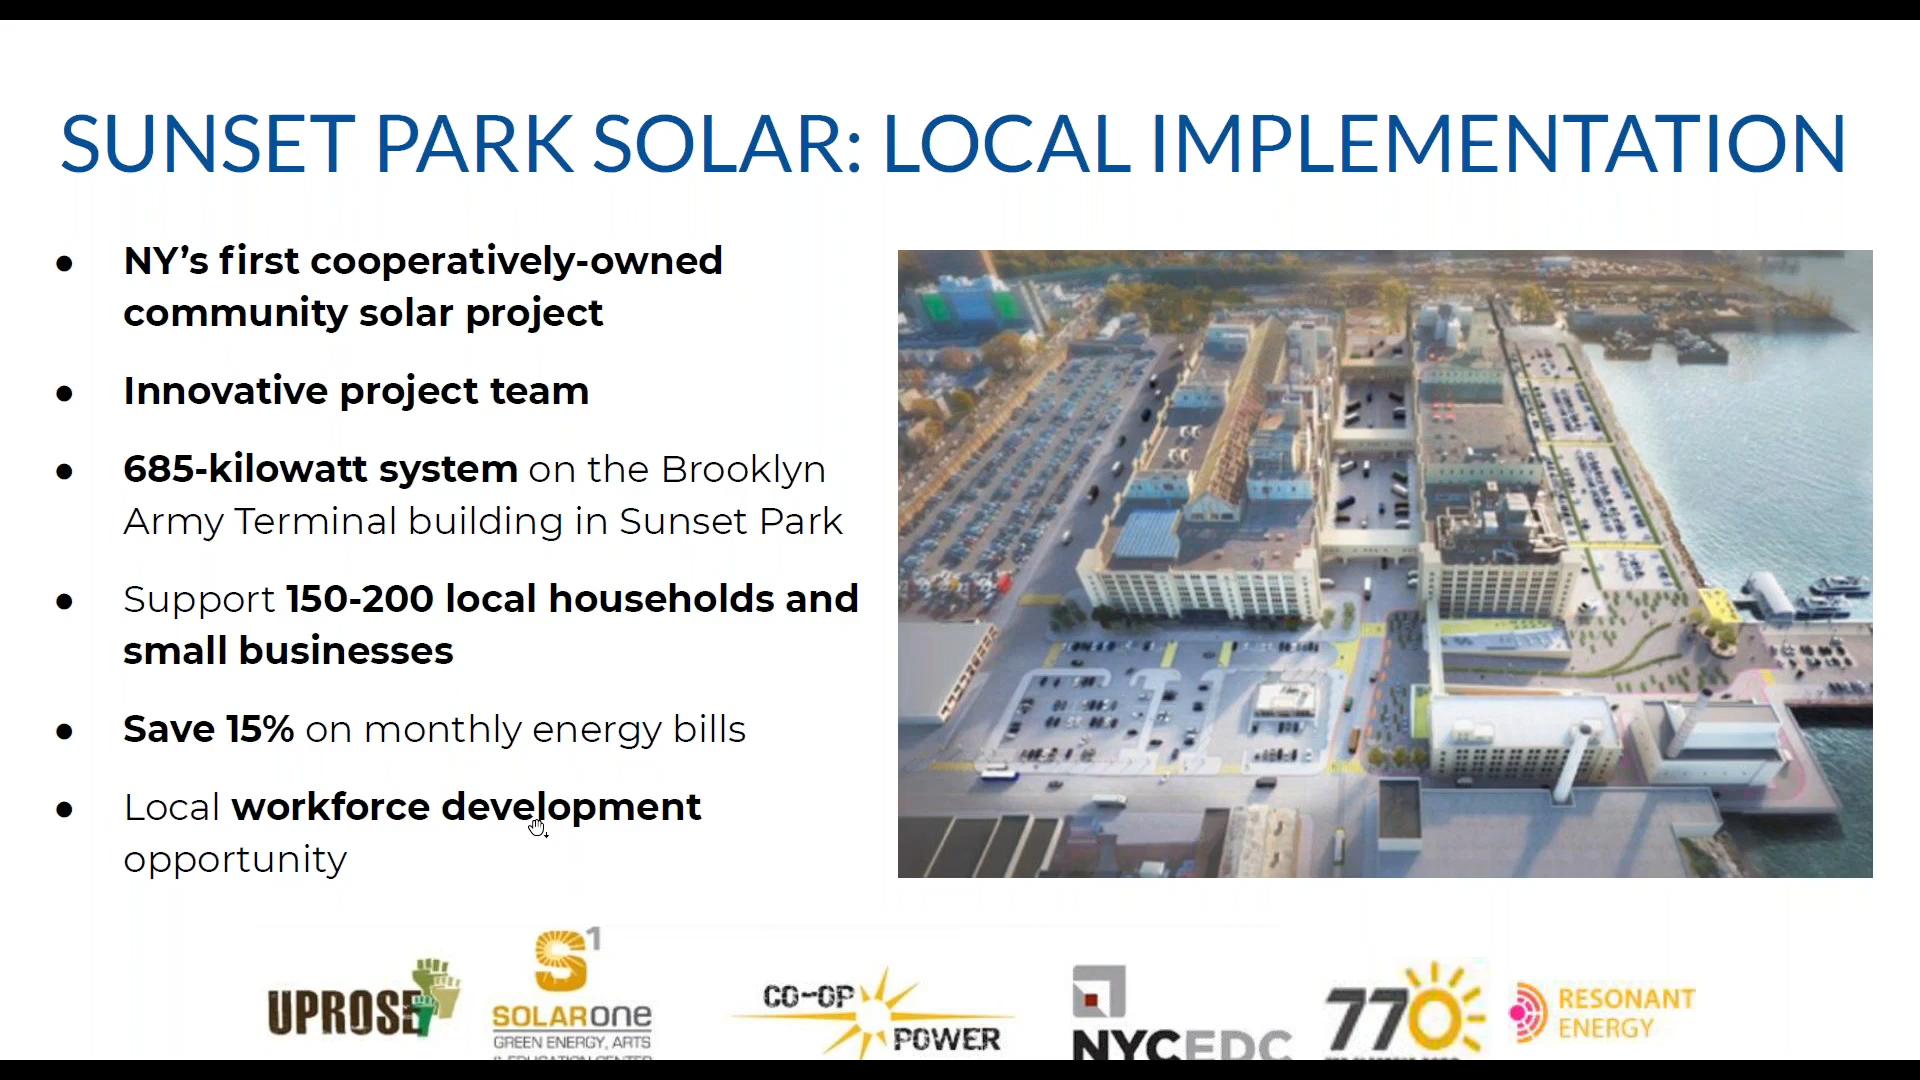 SUNSET PARK SOLAR: LOCAL IMPLEMENTATION
● NY’s first cooperatively-owned
community solar project
● Innovative project team
● 685-kilowatt system on the Brooklyn
Army Terminal building in Sunset Park
● Support 150-200 local households and
small businesses
● Save 15% on monthly energy bills
● Local workforce development
opportunity
UPROSE
S1
SOLARONE
GREEN ENERGY, ARTS
& EDUCATION CENTER
CO-OP
POWER
NYCEDC
770
RESONANT
ENERGY